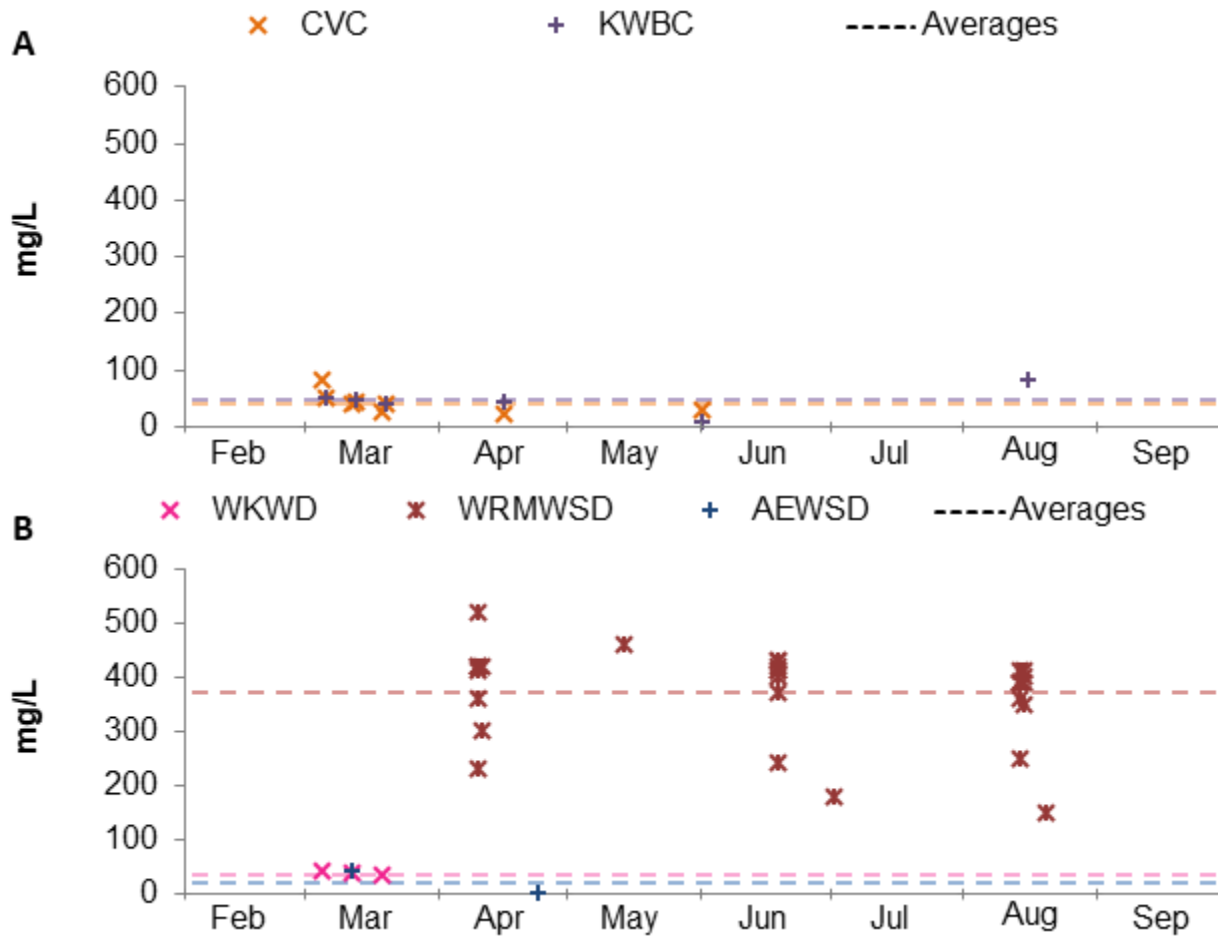 A
CVC KWBC Averages
600
500
400
300
200
100
0
mg/L
Feb Mar Apr May Jun Jul Aug Sep
B
WKWD WRMWSD AEWSD Averages
600
500
400
300
200
100
0
mg/L
Feb Mar Apr May Jun Jul Aug Sep